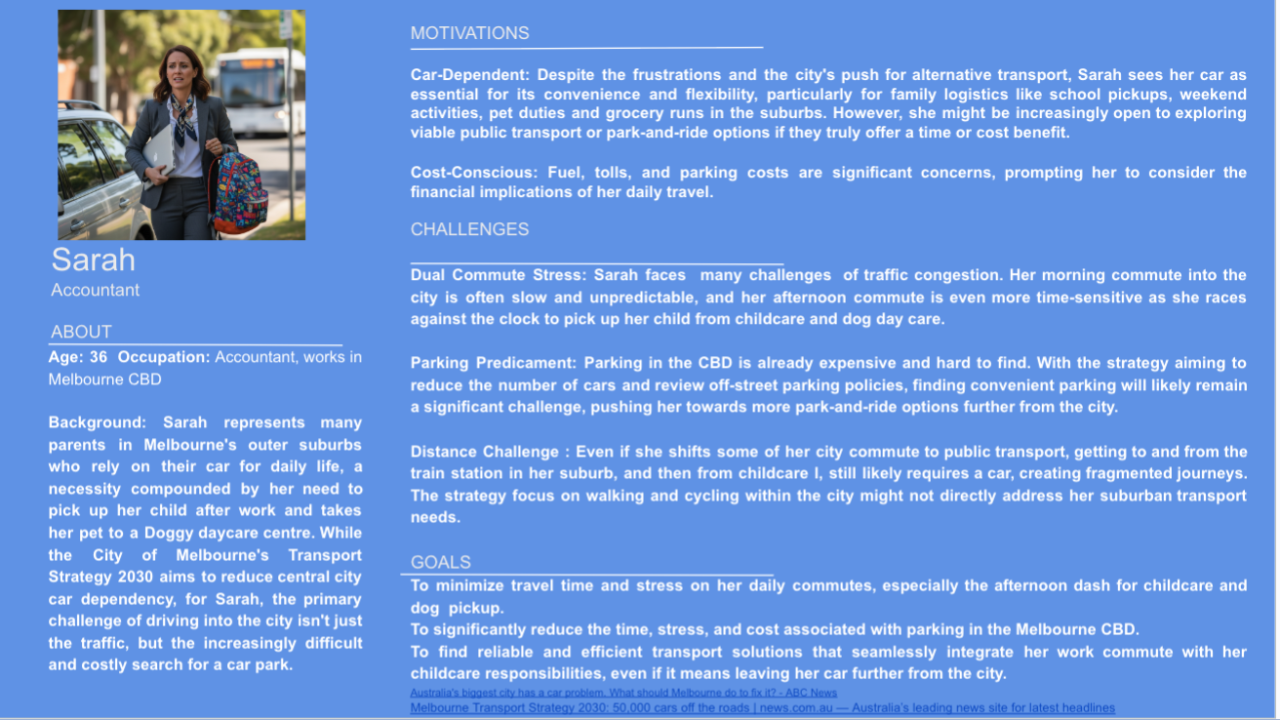 Sarah
Accountant
ABOUT
Age: 36 Occupation: Accountant, works in
Melbourne CBD
Background: Sarah represents many
parents in Melbourne's outer suburbs
who rely on their car for daily life, a
necessity compounded by her need to
pick up her child after work and takes
her pet to a Doggy daycare centre. While
the City of Melbourne's Transport
Strategy 2030 aims to reduce central city
car dependency, for Sarah, the primary
challenge of driving into the city isn't just
the traffic, but the increasingly difficult
and costly search for a car park.
MOTIVATIONS
Car-Dependent: Despite the frustrations and the city's push for alternative transport, Sarah sees her car as
essential for its convenience and flexibility, particularly for family logistics like school pickups, weekend
activities, pet duties and grocery runs in the suburbs. However, she might be increasingly open to exploring
viable public transport or park-and-ride options if they truly offer a time or cost benefit.
Cost-Conscious: Fuel, tolls, and parking costs are significant concerns, prompting her to consider the
financial implications of her daily travel.
CHALLENGES
Dual Commute Stress: Sarah faces many challenges of traffic congestion. Her morning commute into the
city is often slow and unpredictable, and her afternoon commute is even more time-sensitive as she races
against the clock to pick up her child from childcare and dog day care.
Parking Predicament: Parking in the CBD is already expensive and hard to find. With the strategy aiming to
reduce the number of cars and review off-street parking policies, finding convenient parking will likely remain
a significant challenge, pushing her towards more park-and-ride options further from the city.
Distance Challenge : Even if she shifts some of her city commute to public transport, getting to and from the
train station in her suburb, and then from childcare l, still likely requires a car, creating fragmented journeys.
The strategy focus on walking and cycling within the city might not directly address her suburban transport
needs.
GOALS
To minimize travel time and stress on her daily commutes, especially the afternoon dash for childcare and
dog pickup.
To significantly reduce the time, stress, and cost associated with parking in the Melbourne CBD.
To find reliable and efficient transport solutions that seamlessly integrate her work commute with her
childcare responsibilities, even if it means leaving her car further from the city.
Australia's biggest city has a car problem. What should Melbourne do to fix it? - ABC News
Melbourne Transport Strategy 2030: 50,000 cars off the roads | news.com.au — Australia's leading news site for latest headlines